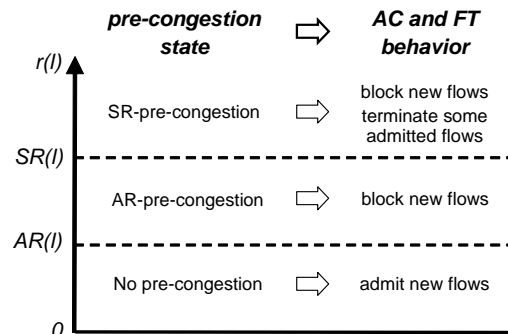 pre-congestion state
AC and FT behavior
r(l)
SR-pre-congestion
block new flows
terminate some
admitted flows
SR(l)
AR-pre-congestion
block new flows
AR(l)
No pre-congestion
admit new flows
0